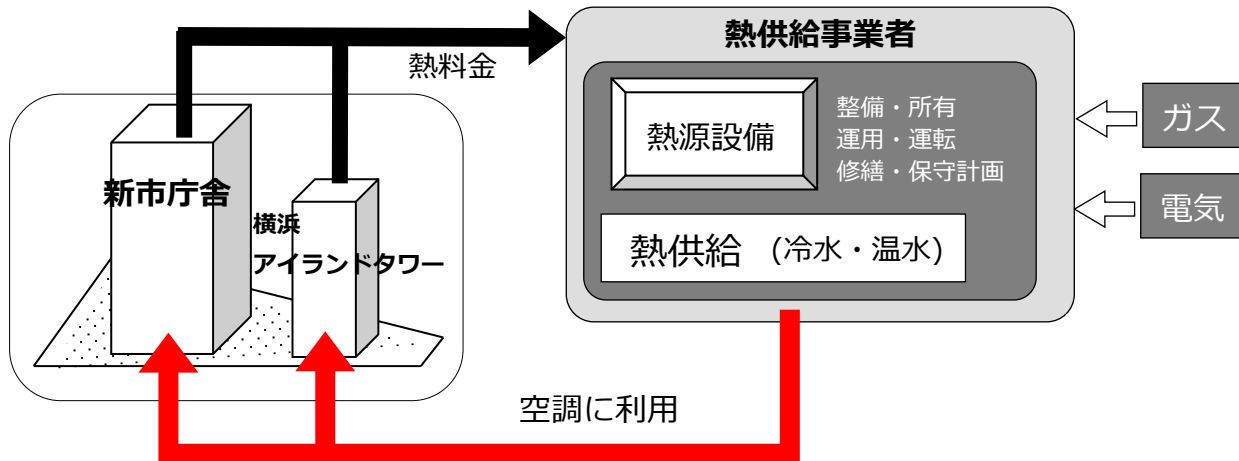 熱供給事業者
熱料金
熱源設備
整備・所有
運用・運転
修繕・保守計画
ガス
電気
新市庁舎
横浜
アイランドタワー
熱供給 (冷水・温水)
空調に利用